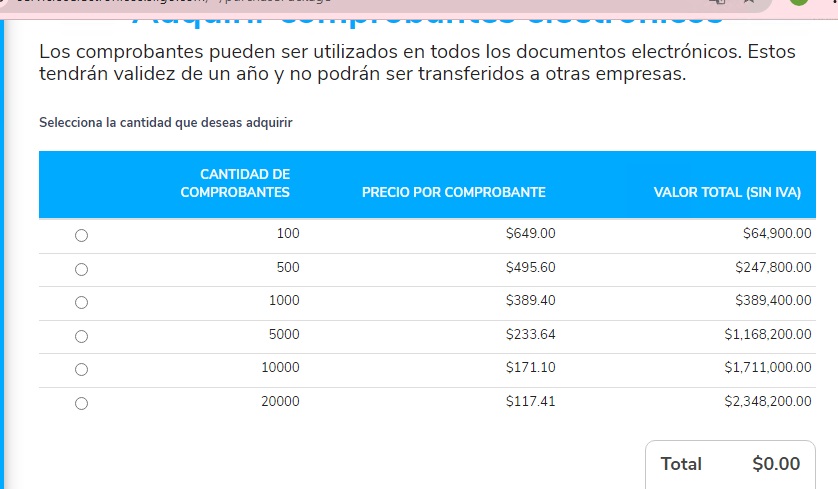 Adquirir comprobantes electrónicos
Los comprobantes pueden ser utilizados en todos los documentos electrónicos. Estos
tendrán validez de un año y no podrán ser transferidos a otras empresas.
Selecciona la cantidad que deseas adquirir
CANTIDAD DE
COMPROBANTES PRECIO POR COMPROBANTE VALOR TOTAL (SIN IVA)
100 $649.00 $64,900.00
500 $495.60 $247,800.00
1000 $389.40 $389,400.00
5000 $233.64 $1,168,200.00
10000 $171.10 $1,711,000.00
20000 $117.41 $2,348,200.00
Total $0.00